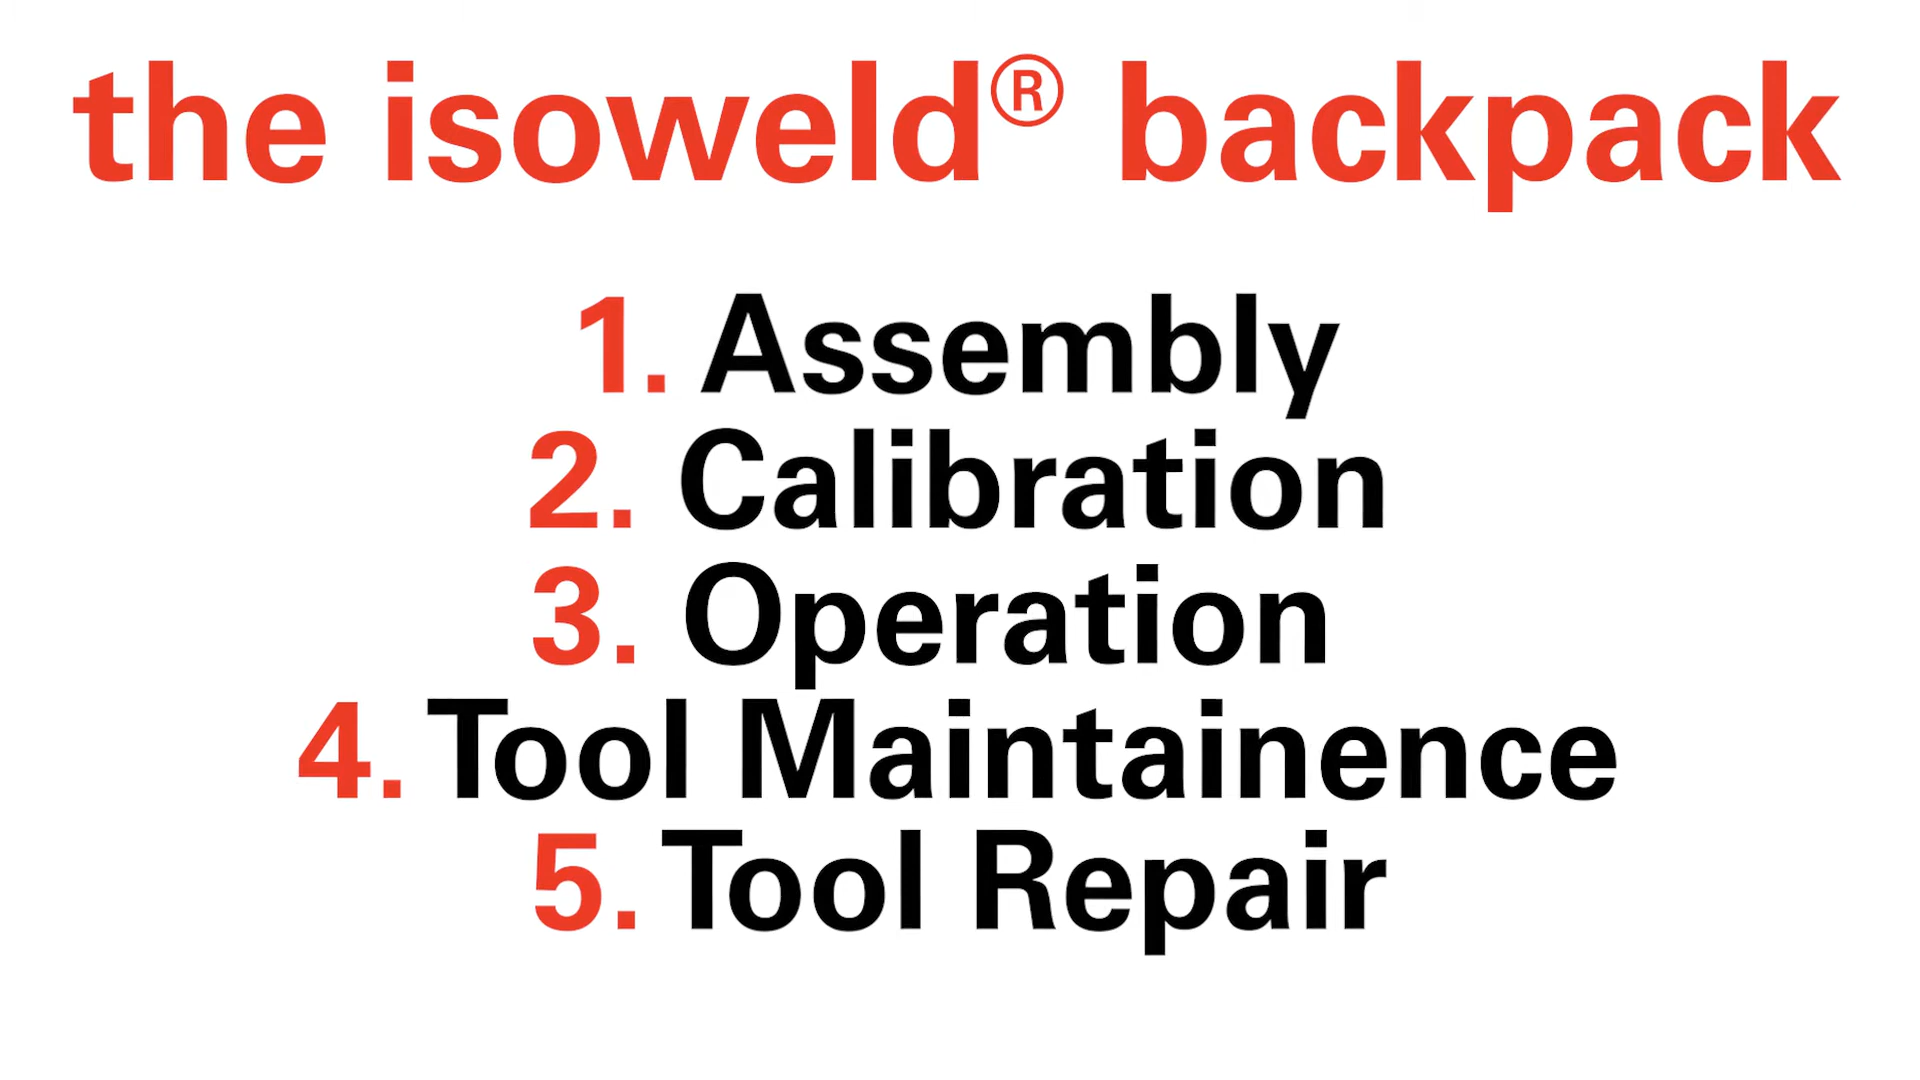 the isoweld® backpack
1. Assembly
2. Calibration
3. Operation
4. Tool Maintainence
5. Tool Repair